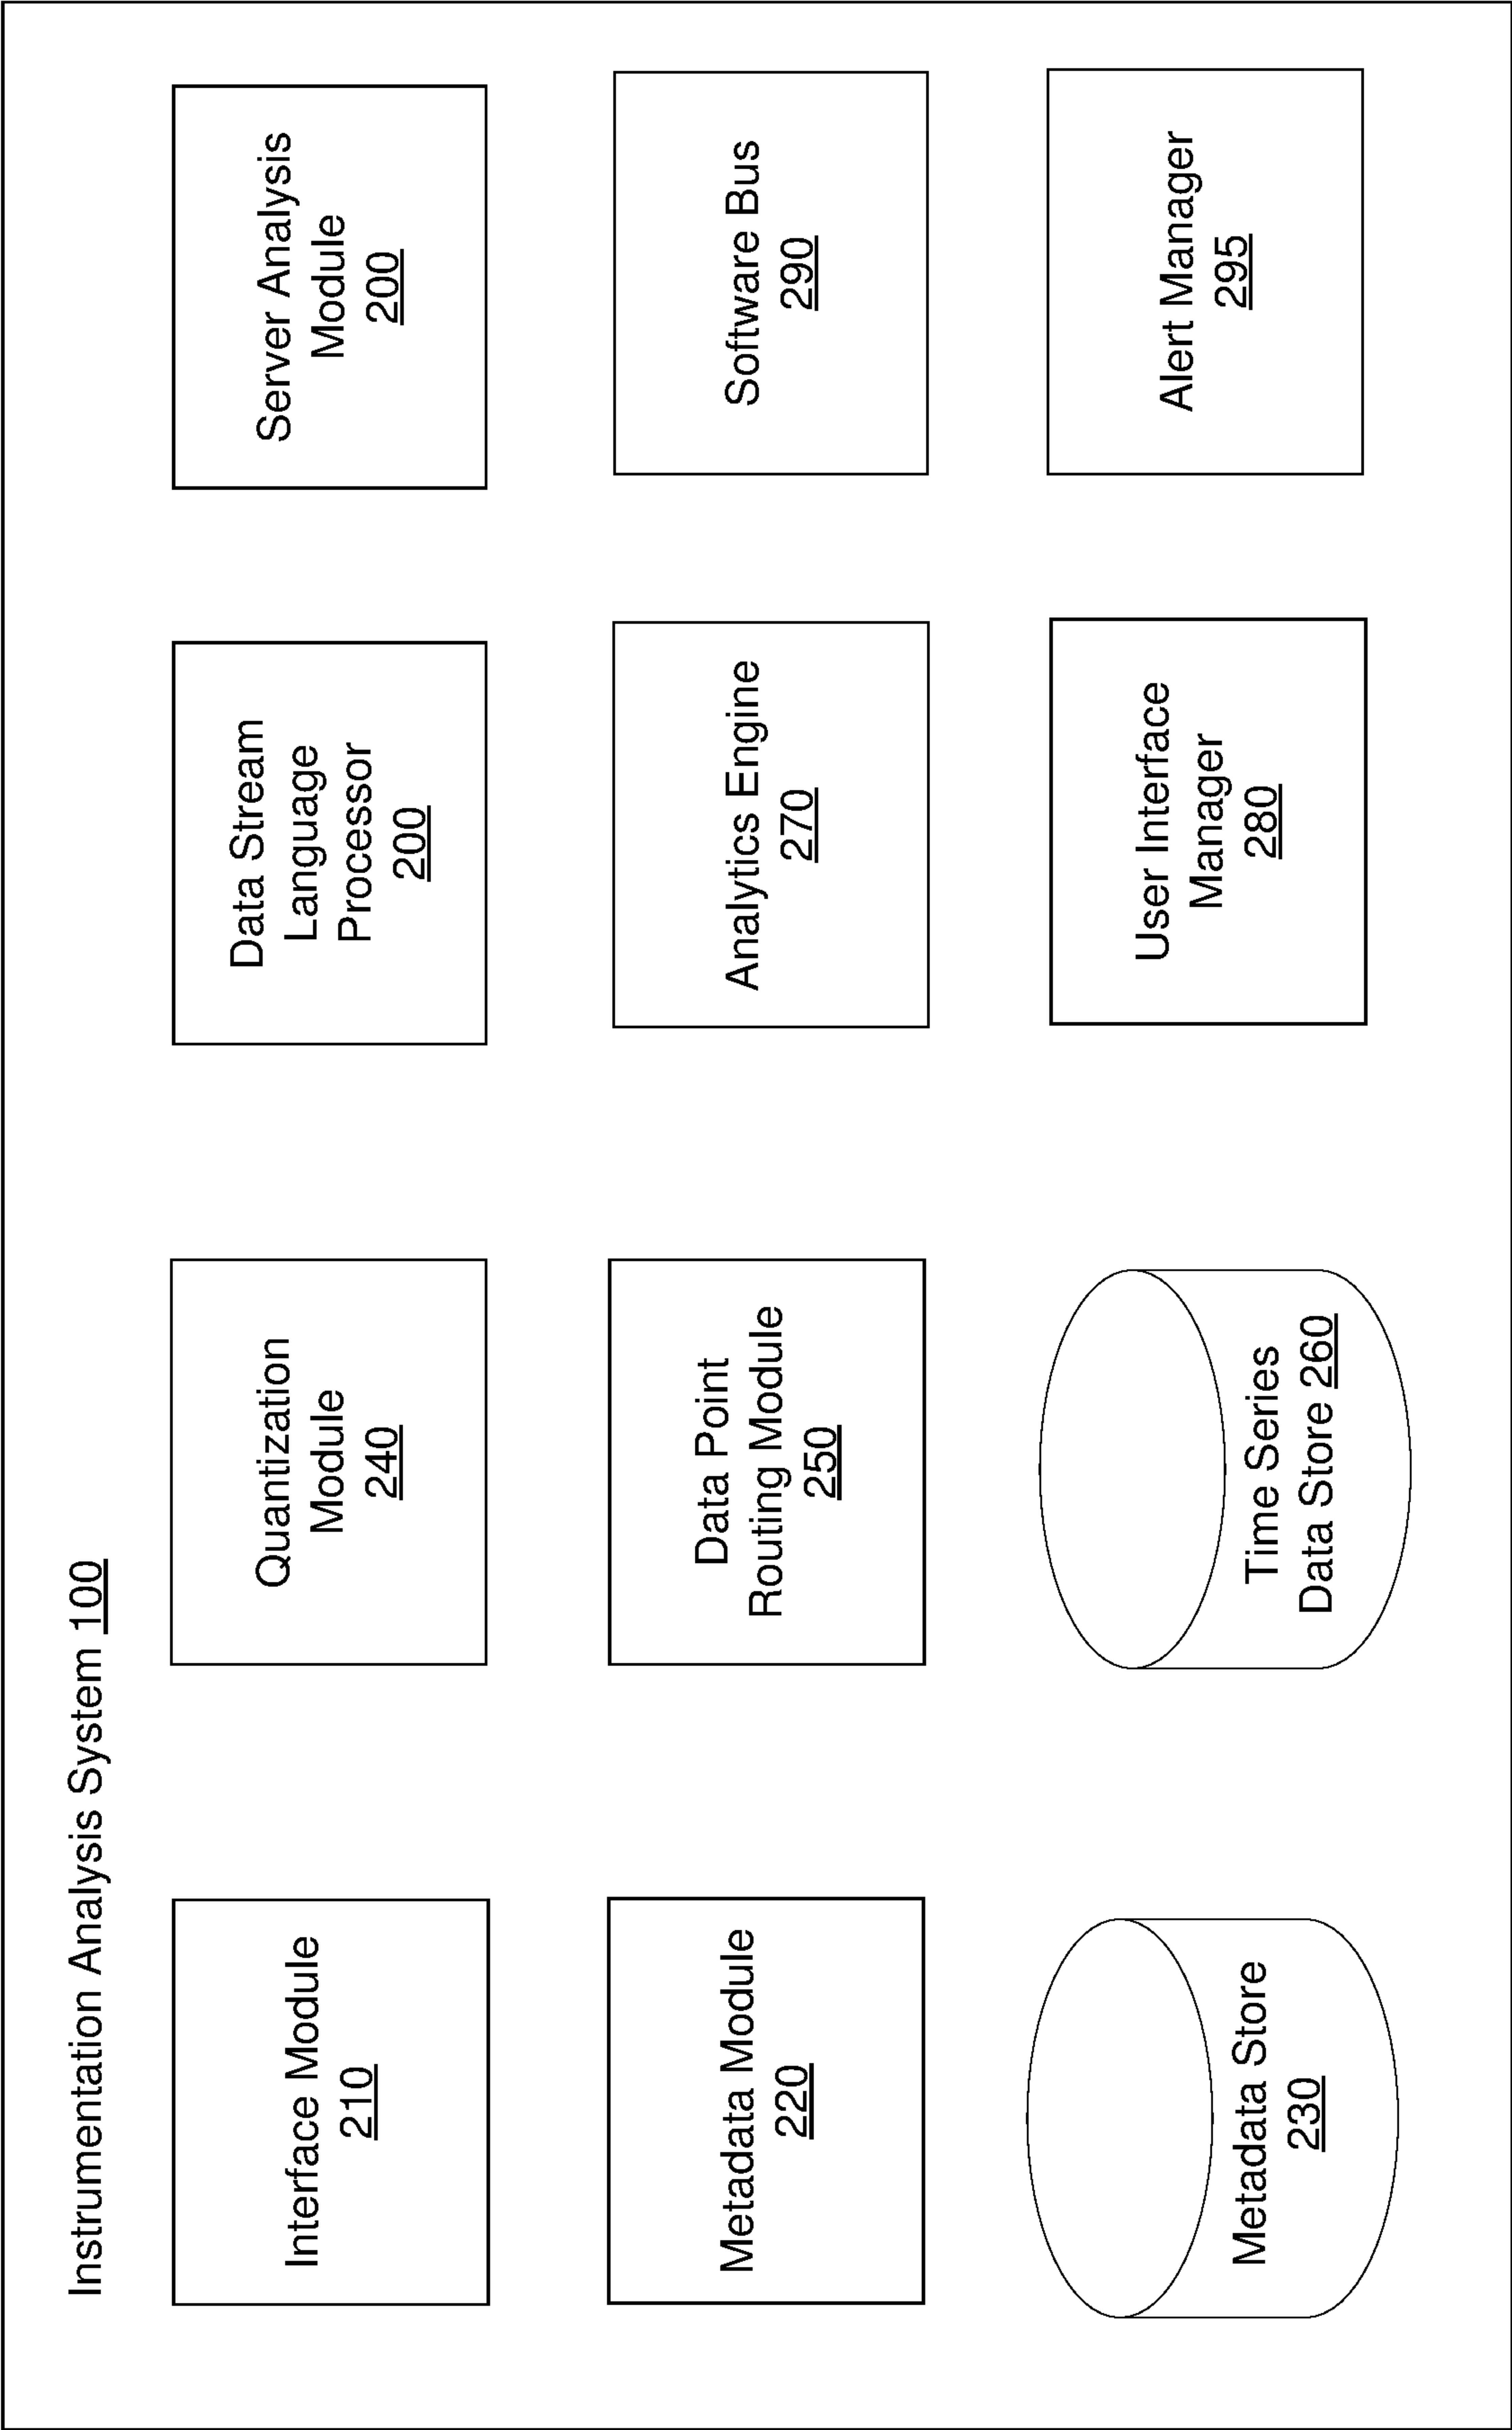 Instrumentation Analysis System 100
Interface Module
210
Quantization
Module
240
Data Stream
Language
Processor
200
Server Analysis
Module
200
Metadata Module
220
Data Point
Routing Module
250
Analytics Engine
270
Software Bus
290
Metadata Store
230
Time Series
Data Store 260
User Interface
Manager
280
Alert Manager
295